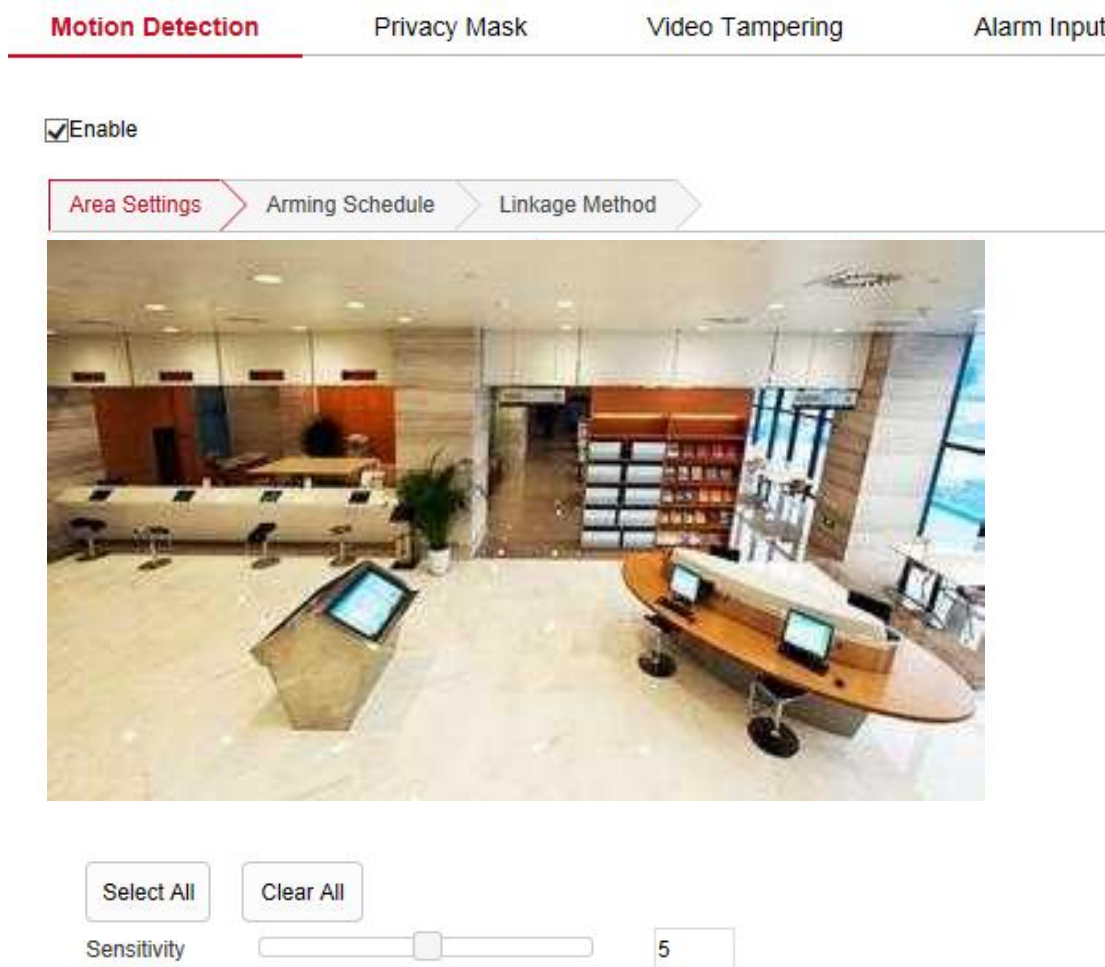 Motion Detection Privacy Mask Video Tampering Alarm Input
Enable
Area Settings Arming Schedule Linkage Method
Select All Clear All
Sensitivity 5